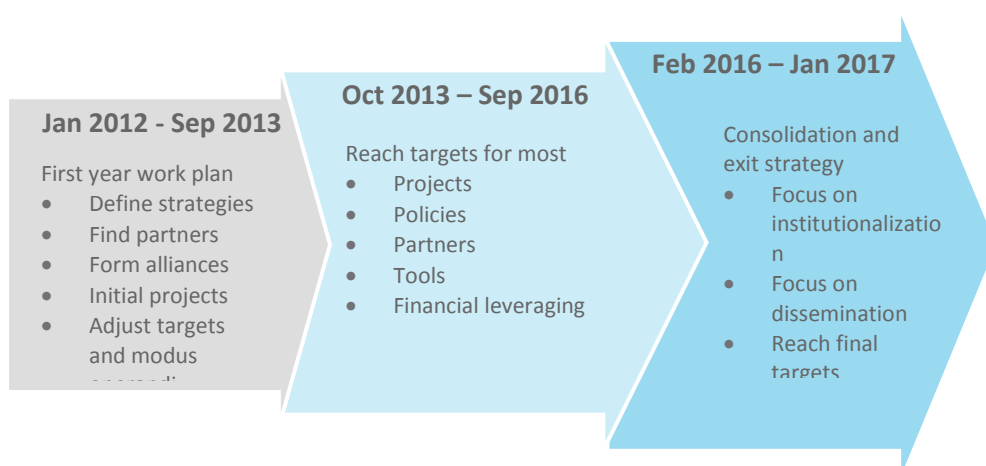 Jan 2012 - Sep 2013
First year work plan
• Define strategies
• Find partners
• Form alliances
• Initial projects
• Adjust targets
and modus
Oct 2013 – Sep 2016
Reach targets for most
• Projects
• Policies
• Partners
• Tools
• Financial leveraging
Feb 2016 – Jan 2017
Consolidation and
exit strategy
• Focus on
institutionalizatio
n
• Focus on
dissemination
• Reach final
targets